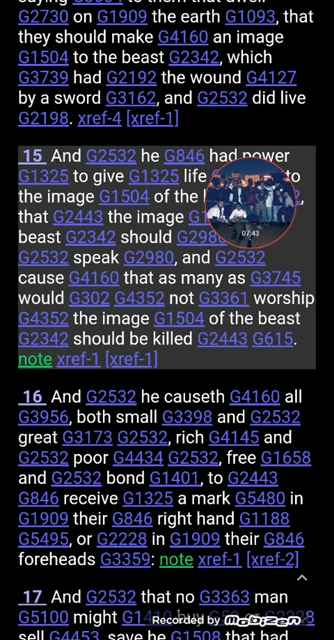 G2730 on G1909 the earth G1093, that
they should make G4160 an image
G1504 to the beast G2342, which
G3739 had G2192 the wound G4127
by a sword G3162, and G2532 did live
G2198. xref-4 [xref-1]
15 And G2532 he G846 had power
G1325 to give G1325 life to
the image G1504 of the
that G2443 the image
beast G2342 should
G2532 speak G2980, and G2532
cause G4160 that as many as G3745
would G302 G4352 not G3361 worship
G4352 the image G1504 of the beast
G2342 should be killed G2443 G615.
note xref-1 [xref-1]
07:43
16 And G2532 he causeth G4160 all
G3956, both small G3398 and G2532
great G3173 G2532, rich G4145 and
G2532 poor G4434 G2532, free G1658
and G2532 bond G1401, to G2443
G846 receive G1325 a mark G5480 in
G1909 their G846 right hand G1188
G5495, or G2228 in G1909 their G846
foreheads G3359: note xref-1 [xref-2]
17 And G2532 that no G3363 man
G5100 might buy or
sell G4453, save he G1508 that had
Recorded by MOBIZEN